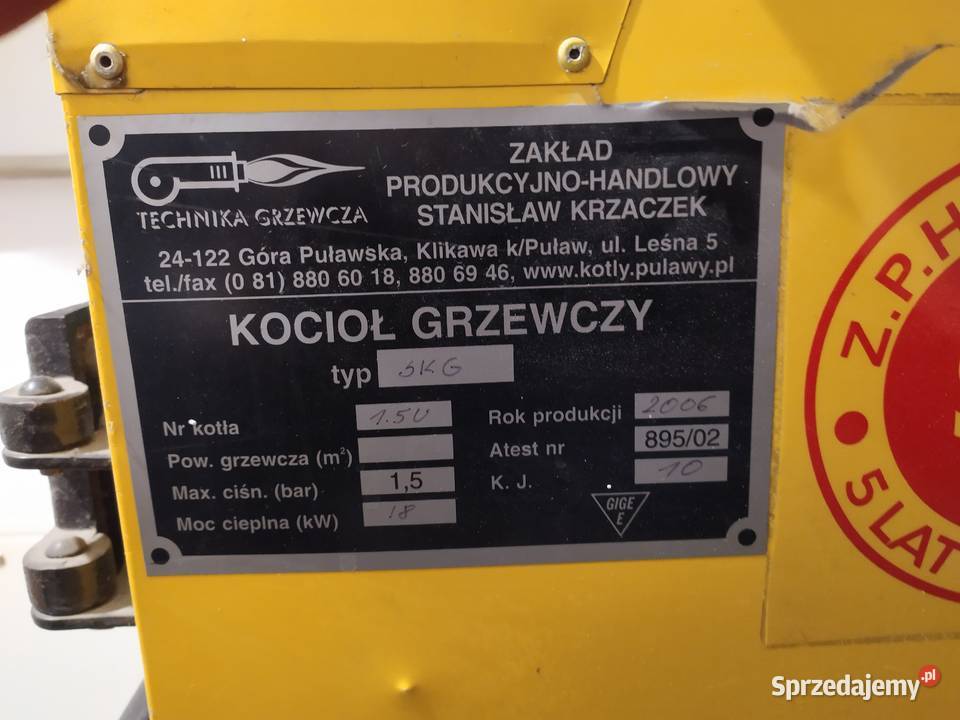 TECHNIKA GRZEWCZA
ZAKŁAD
PRODUKCYJNO-HANDLOWY
STANISŁAW KRZACZEK
24-122 Góra Puławska, Klikawa k/Puław, ul. Leśna 5
tel./fax (0 81) 880 60 18, 880 69 46, www.kotly.pulawy.pl
KOCIOŁ GRZEWCZY
typ SKG
Nr kotła 1.5U
Pow. grzewcza (m²)
Max. ciśn. (bar) 1,5
Moc cieplna (kW) 18
Rok produkcji 2006
Atest nr 895/02
K. J. 10
GIGE
E
Z.P.H
5 LAT
Sprzedajemy.pl